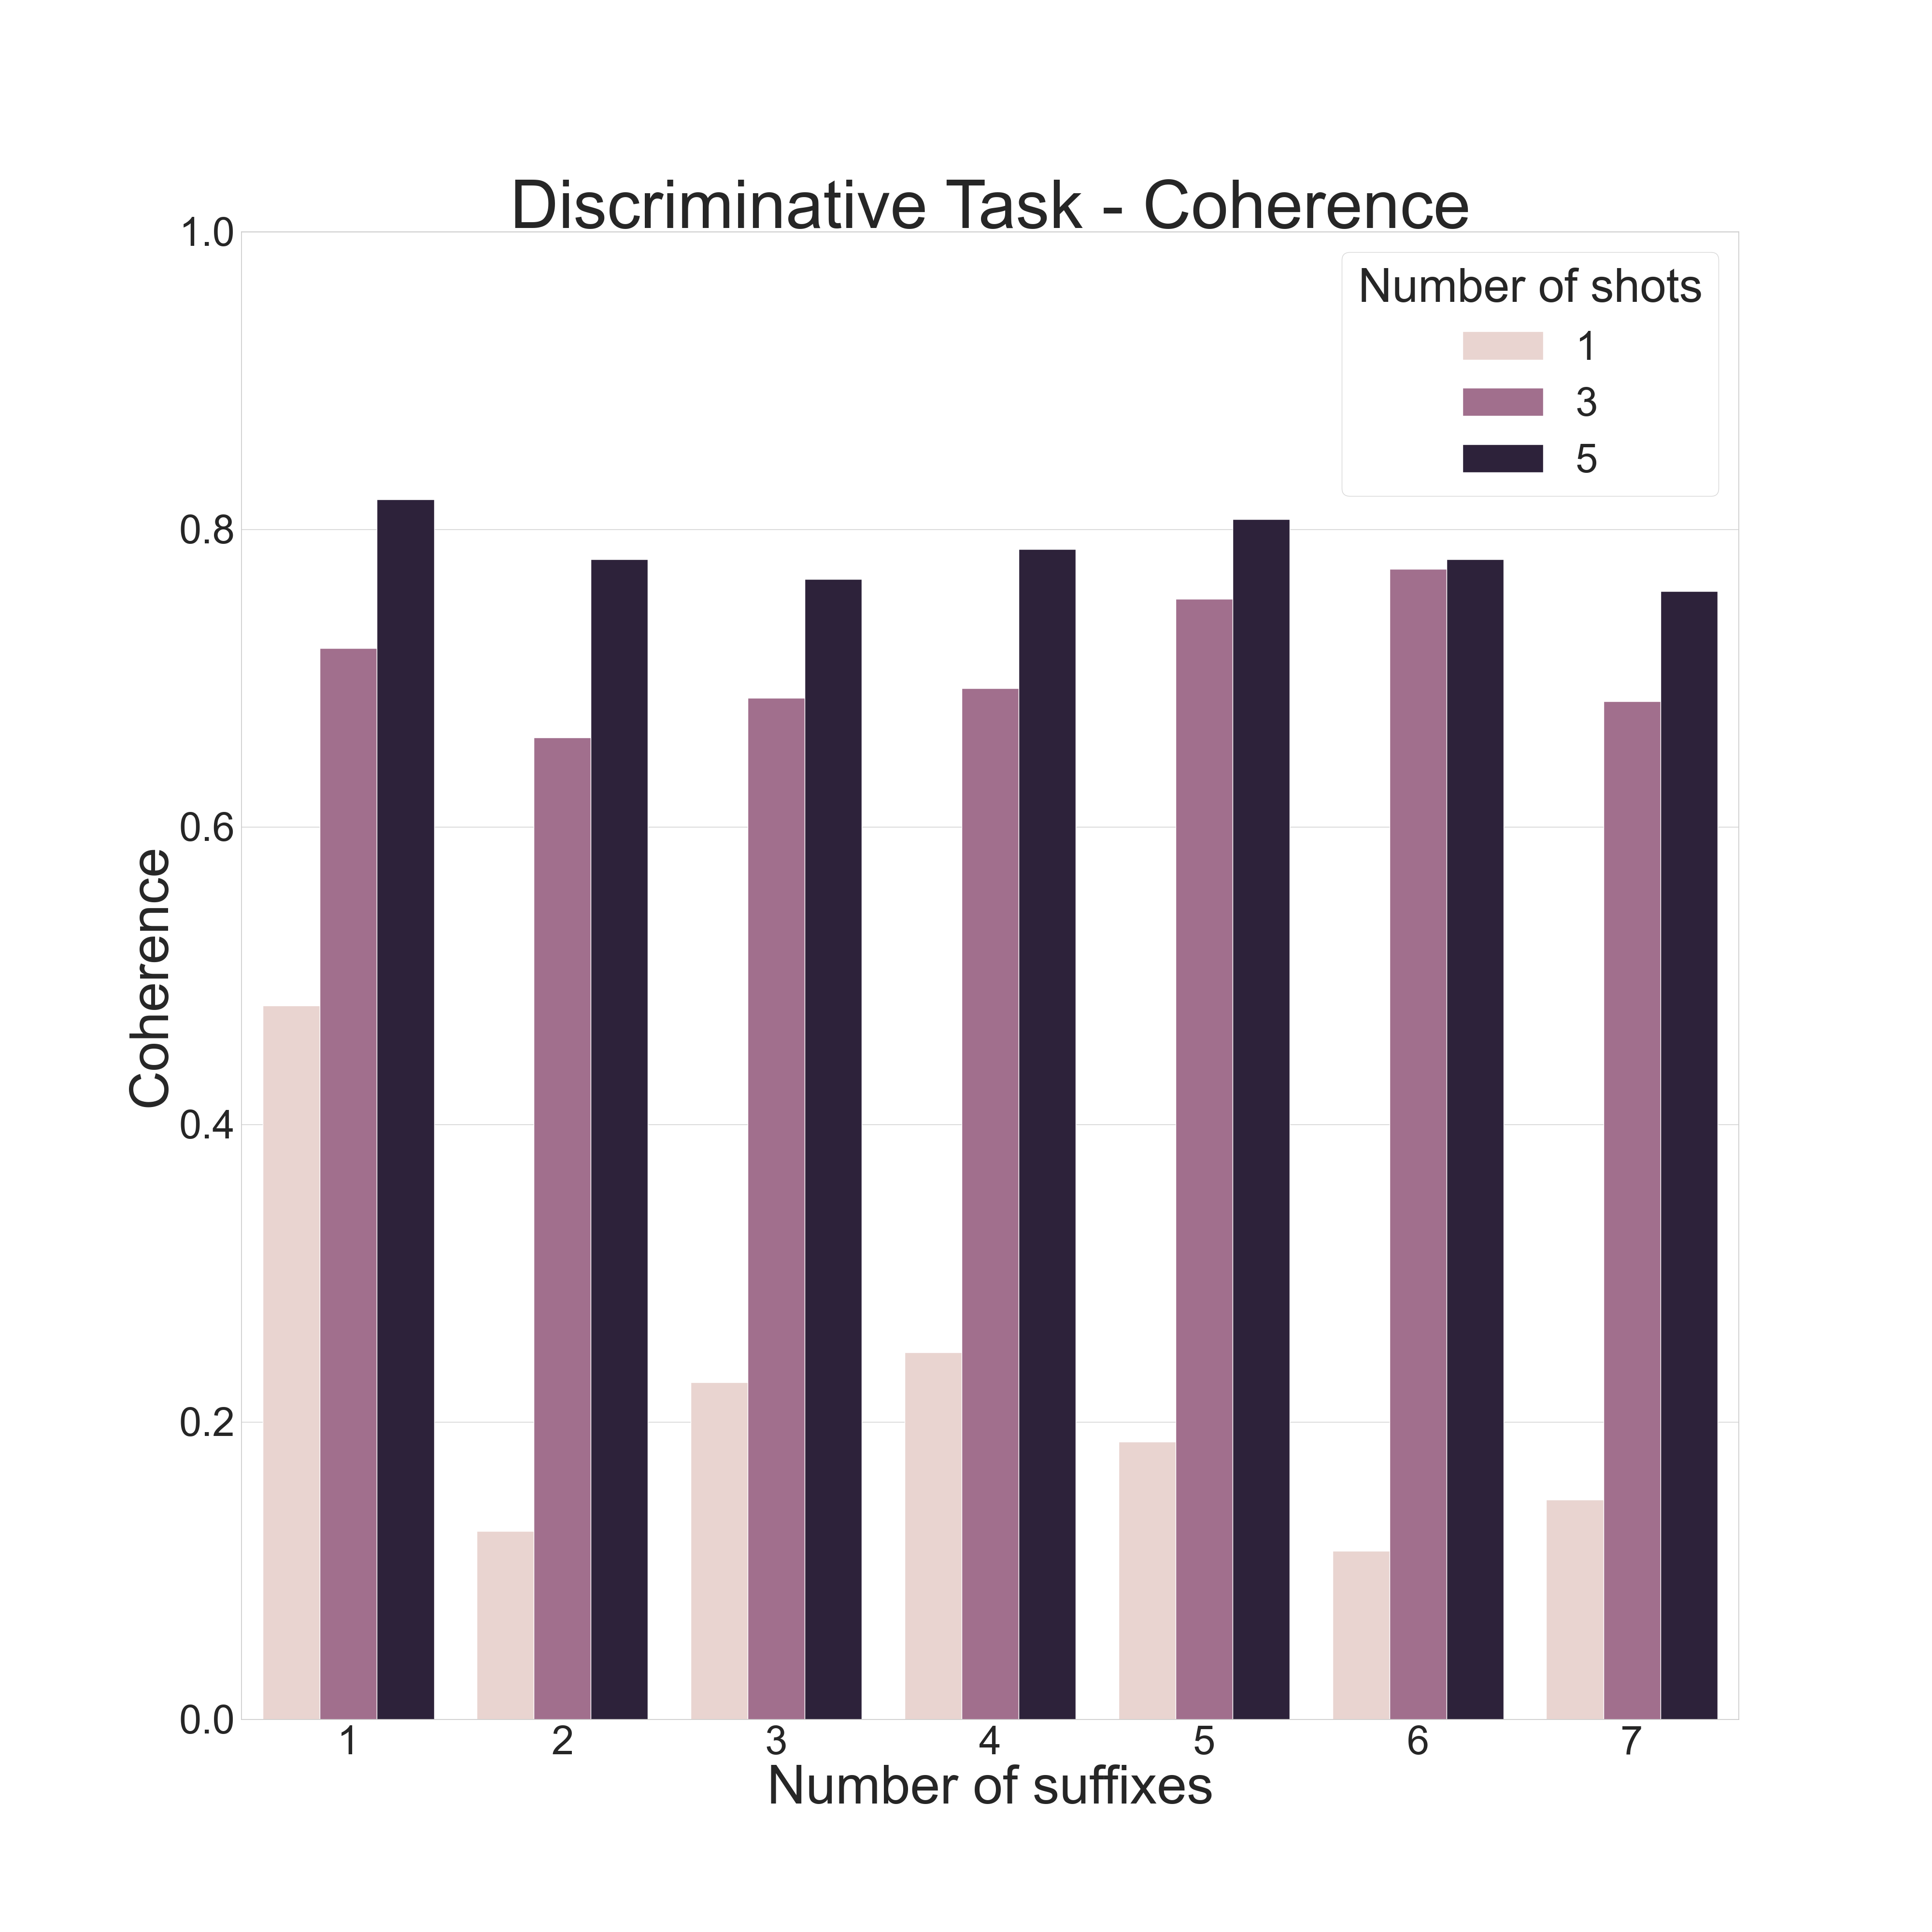 Discriminative Task - Coherence
Number of shots
1
3
5
1.0
0.8
0.6
0.4
0.2
0.0
Coherence
1 2 3 4 5 6 7
Number of suffixes